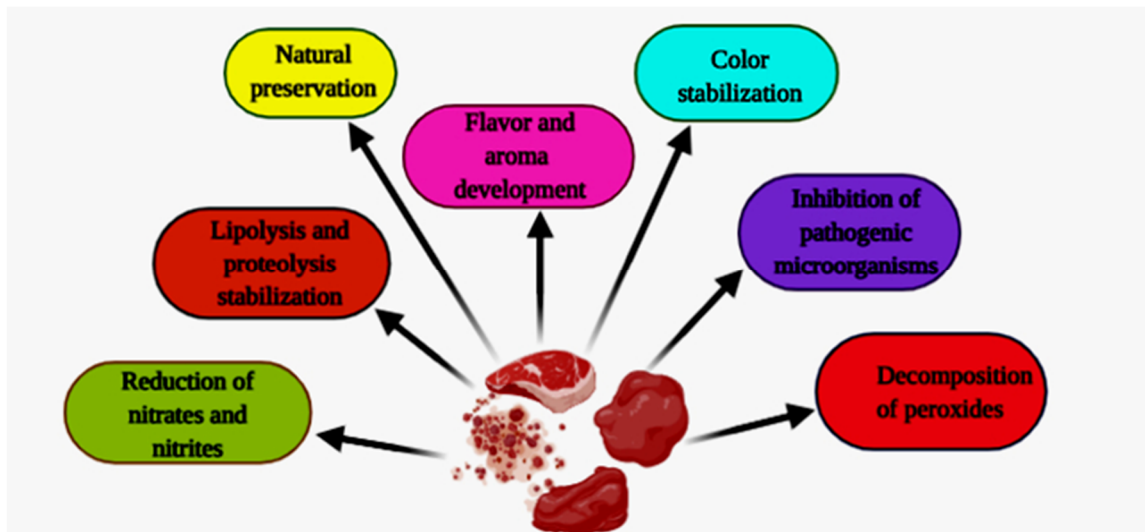 Natural
preservation
Color
stabilization
Flavor and
aroma
development
Inhibition of
pathogenic
microorganisms
Lipolysis and
proteolysis
stabilization
Decomposition
of peroxides
Reduction of
nitrates and
nitrites